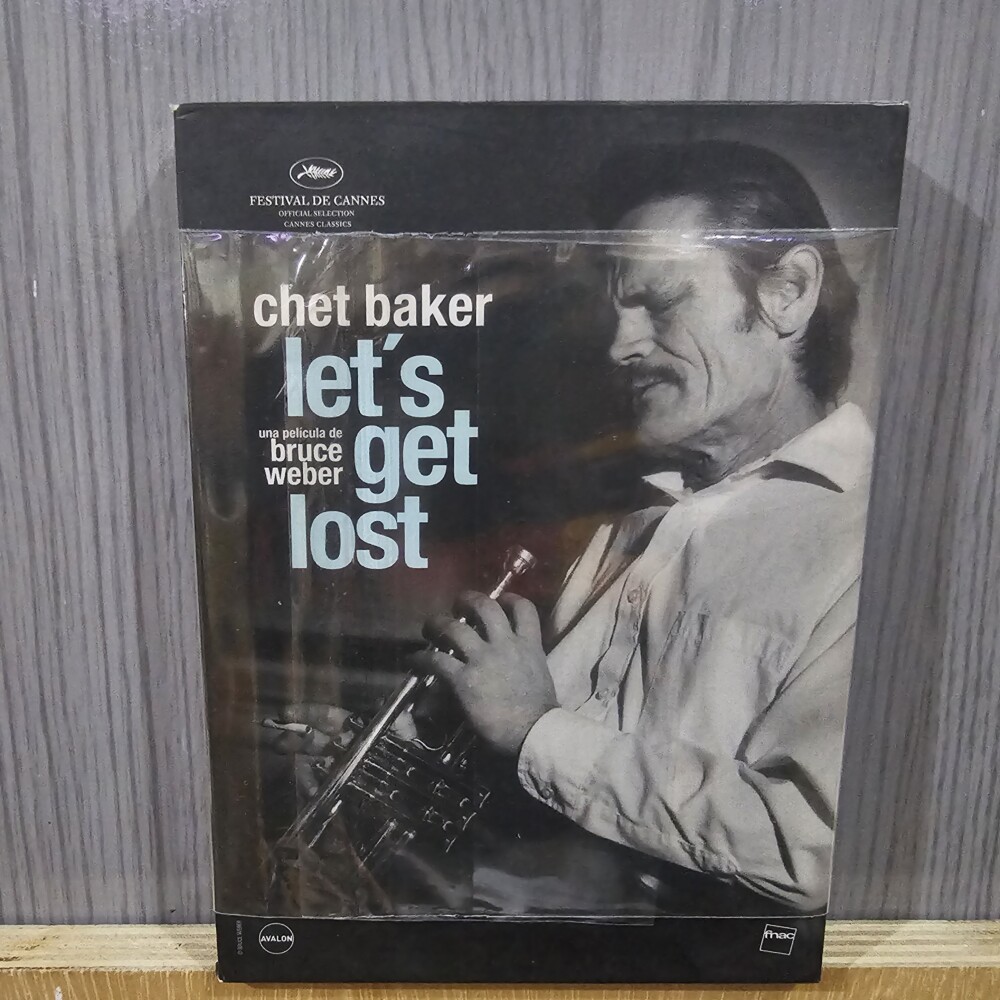 FESTIVAL DE CANNES
OFFICIAL SELECTION
CANNES CLASSICS
chet baker
let´s
get
una película de
bruce
weber
lost
AVALON
fnac